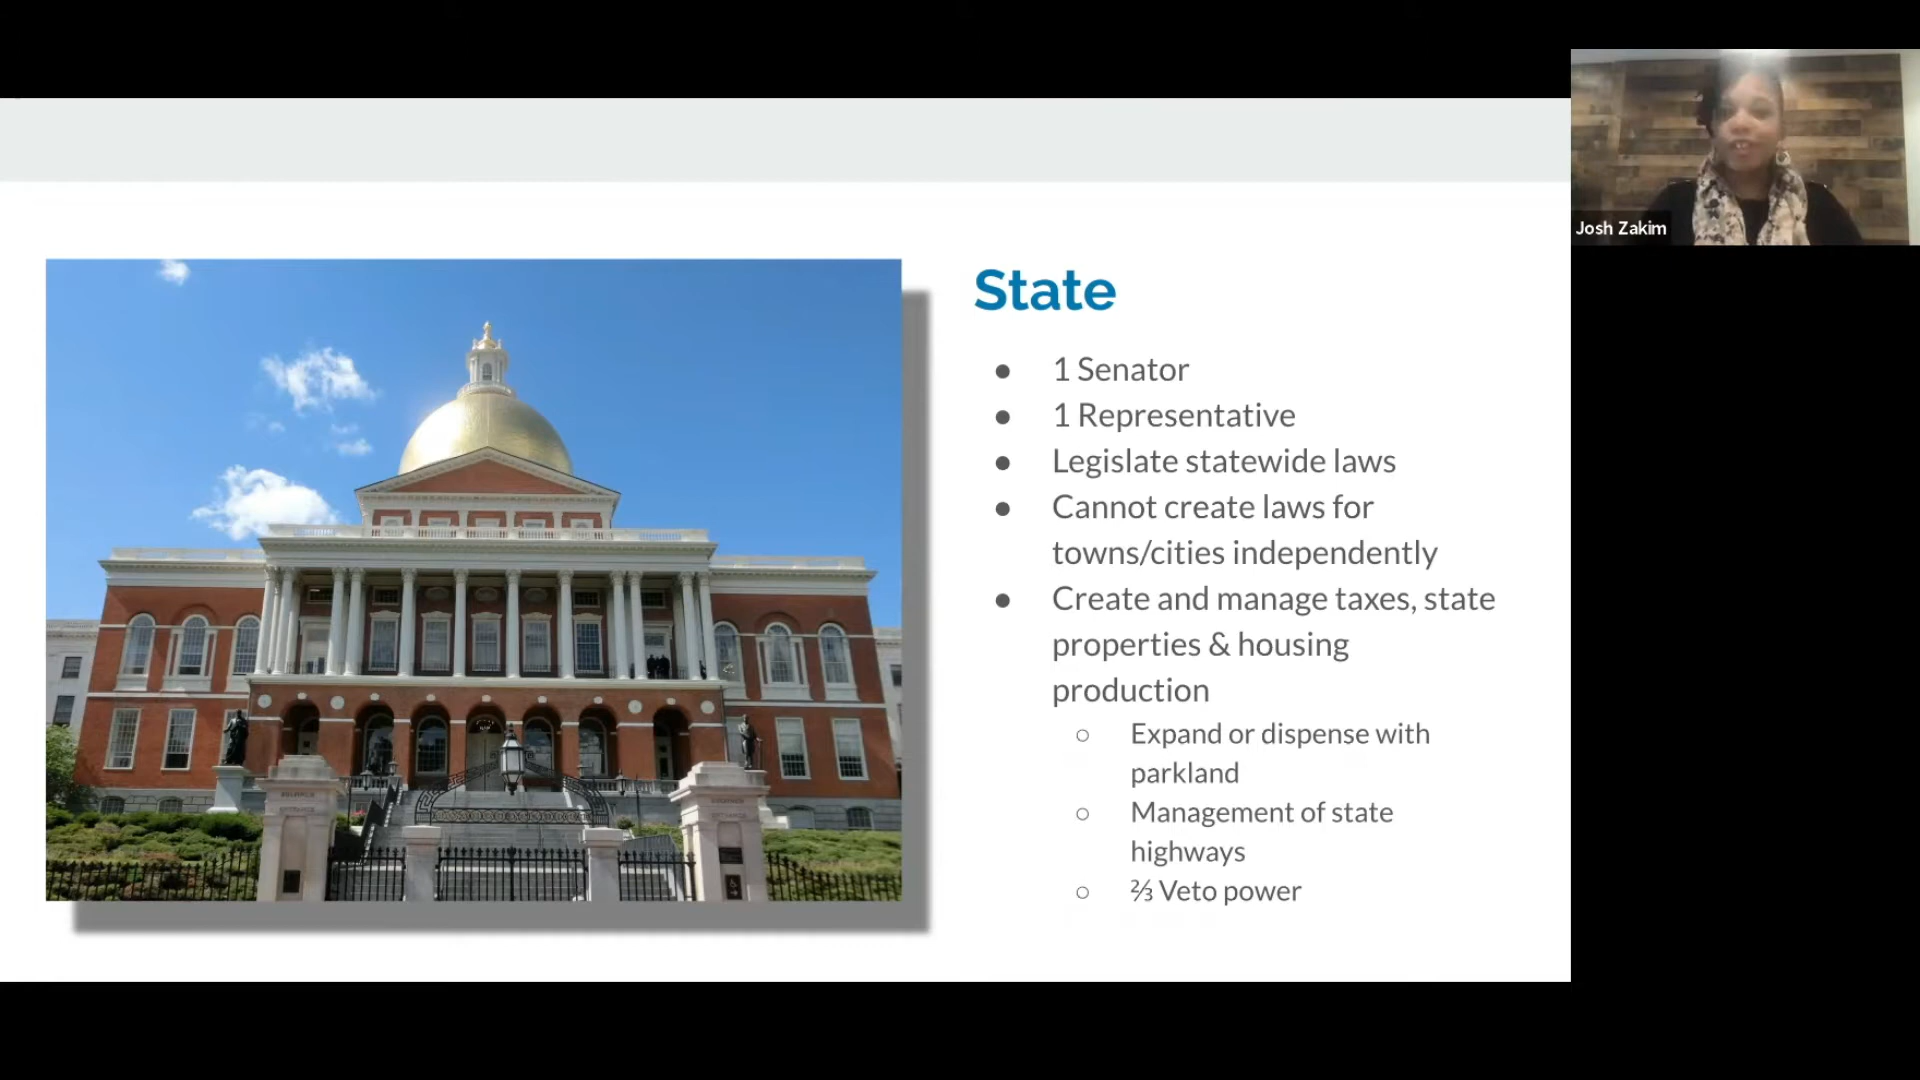 State
● 1 Senator
● 1 Representative
● Legislate statewide laws
● Cannot create laws for
towns/cities independently
● Create and manage taxes, state
properties & housing
production
○ Expand or dispense with
parkland
○ Management of state
highways
○ ⅔ Veto power
Josh Zakim